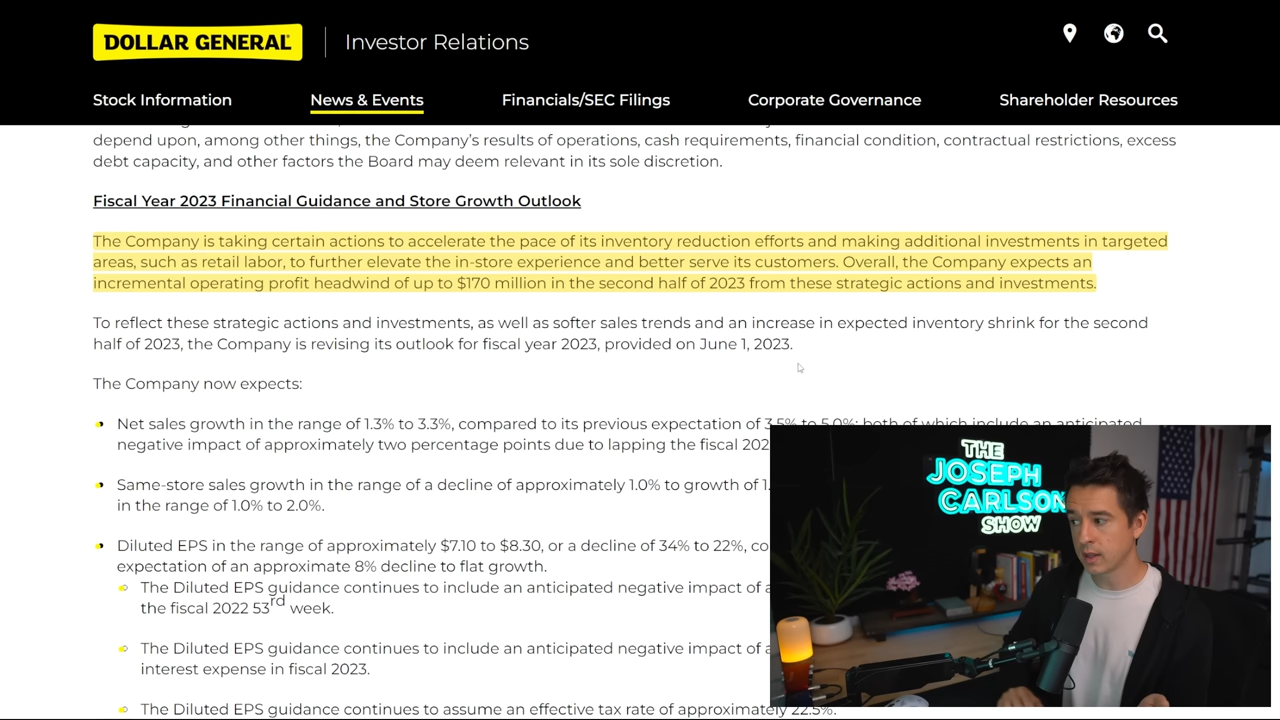 DOLLAR GENERAL
Investor Relations
Stock Information News & Events Financials/SEC Filings Corporate Governance Shareholder Resources
depend upon, among other things, the Company's results of operations, cash requirements, financial condition, contractual restrictions, excess
debt capacity, and other factors the Board may deem relevant in its sole discretion.
Fiscal Year 2023 Financial Guidance and Store Growth Outlook
The Company is taking certain actions to accelerate the pace of its inventory reduction efforts and making additional investments in targeted
areas, such as retail labor, to further elevate the in-store experience and better serve its customers. Overall, the Company expects an
incremental operating profit headwind of up to $170 million in the second half of 2023 from these strategic actions and investments.
To reflect these strategic actions and investments, as well as softer sales trends and an increase in expected inventory shrink for the second
half of 2023, the Company is revising its outlook for fiscal year 2023, provided on June 1, 2023.
The Company now expects:
Net sales growth in the range of 1.3% to 3.3%, compared to its previous expectation of 3.5% to 5.0%; both of which include an anticipated
negative impact of approximately two percentage points due to lapping the fiscal 202
Same-store sales growth in the range of a decline of approximately 1.0% to growth of 1.
in the range of 1.0% to 2.0%.
Diluted EPS in the range of approximately $7.10 to $8.30, or a decline of 34% to 22%, co
expectation of an approximate 8% decline to flat growth.
The Diluted EPS guidance continues to include an anticipated negative impact of a
the fiscal 2022 53rd week.
The Diluted EPS guidance continues to include an anticipated negative impact of a
interest expense in fiscal 2023.
The Diluted EPS guidance continues to assume an effective tax rate of approximately 22.5%.
THE
JOSEPH
CARLSON
SHOW